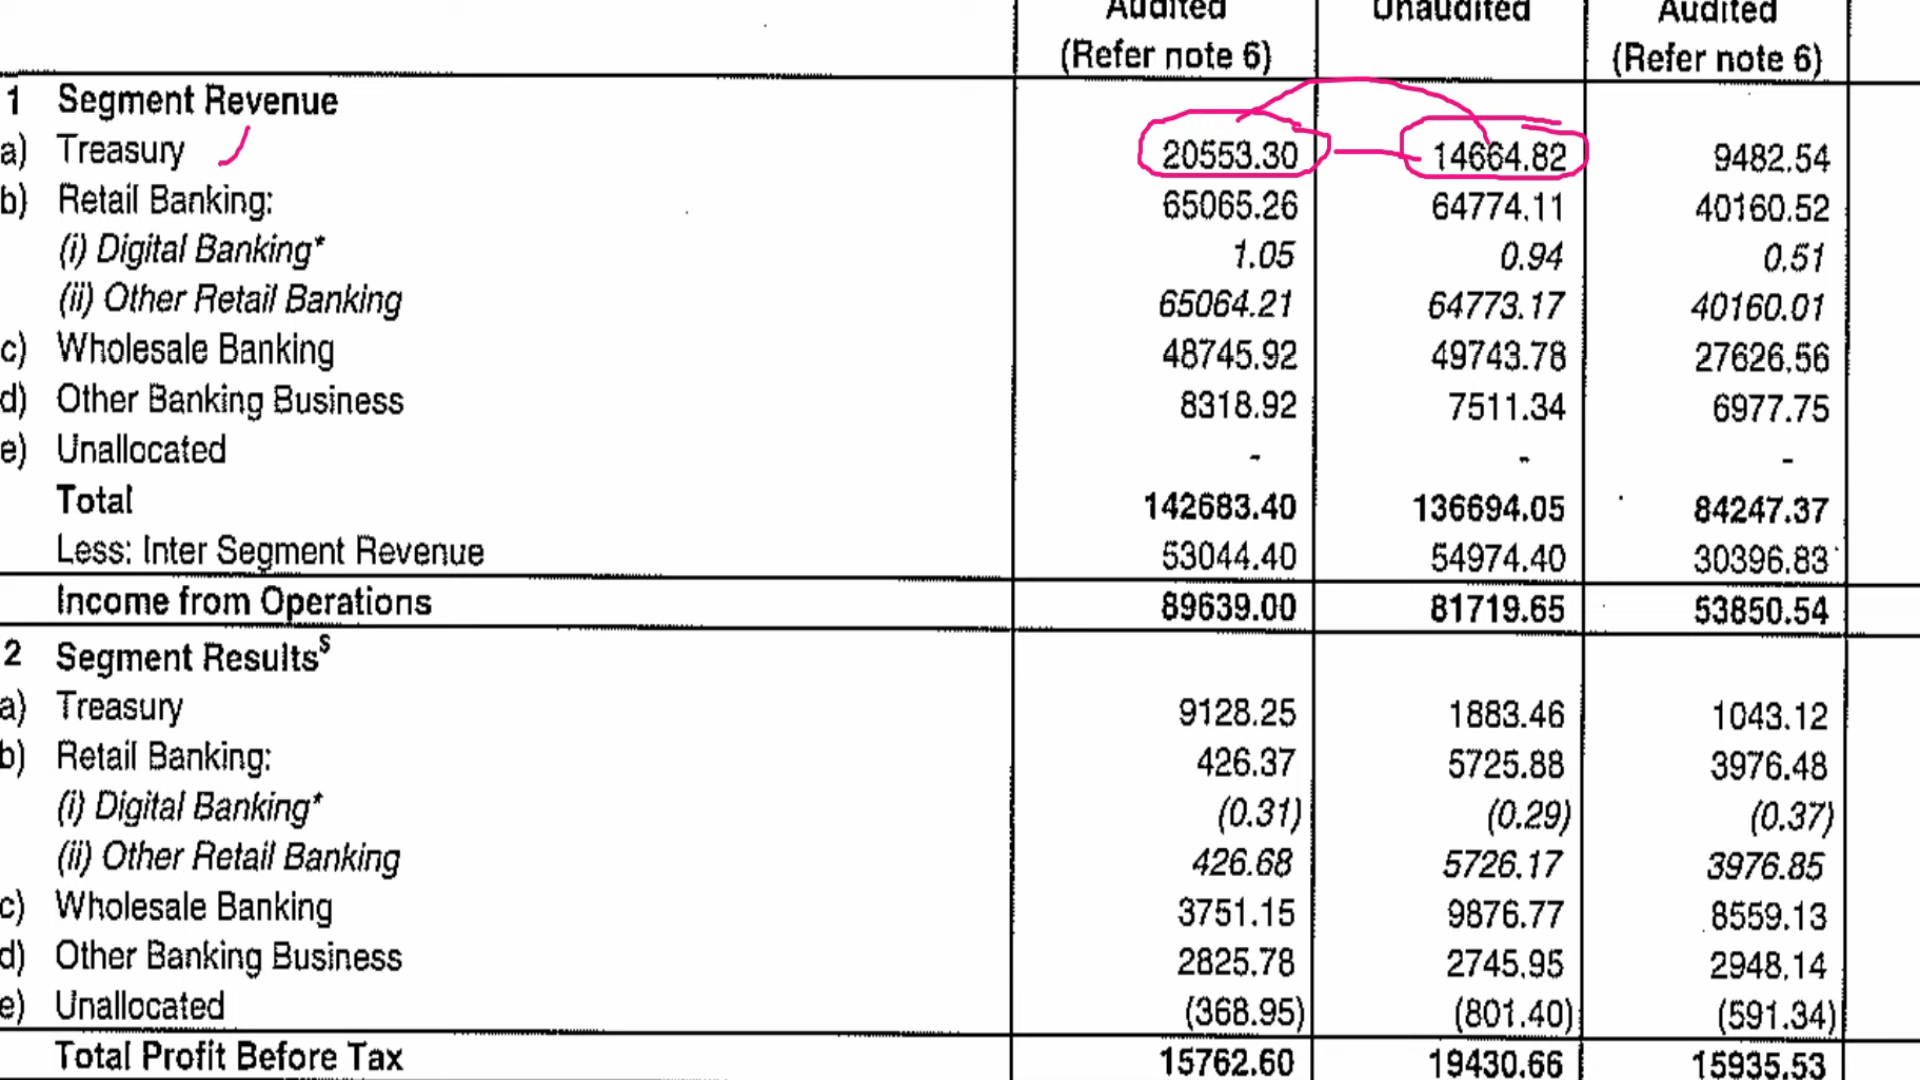 Audited Unaudited Audited
(Refer note 6) (Refer note 6)
1 Segment Revenue
a) Treasury 20553.30 14664.82 9482.54
b) Retail Banking: 65065.26 64774.11 40160.52
(i) Digital Banking* 1.05 0.94 0.51
(ii) Other Retail Banking 65064.21 64773.17 40160.01
c) Wholesale Banking 48745.92 49743.78 27626.56
d) Other Banking Business 8318.92 7511.34 6977.75
e) Unallocated - - -
Total 142683.40 136694.05 84247.37
Less: Inter Segment Revenue 53044.40 54974.40 30396.83
Income from Operations 89639.00 81719.65 53850.54
2 Segment Results$
a) Treasury 9128.25 1883.46 1043.12
b) Retail Banking: 426.37 5725.88 3976.48
(i) Digital Banking* (0.31) (0.29) (0.37)
(ii) Other Retail Banking 426.68 5726.17 3976.85
c) Wholesale Banking 3751.15 9876.77 8559.13
d) Other Banking Business 2825.78 2745.95 2948.14
e) Unallocated (368.95) (801.40) (591.34)
Total Profit Before Tax 15762.60 19430.66 15935.53